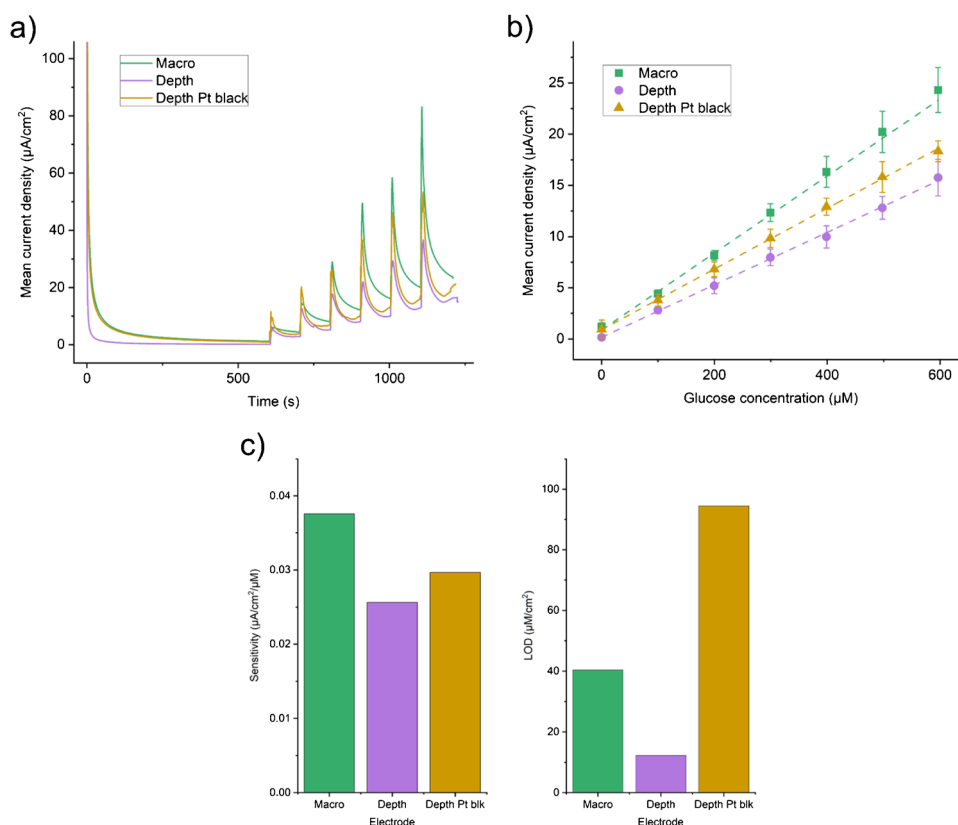 a)
Mean current density (µA/cm²)
100
80
60
40
20
0
Macro
Depth
Depth Pt black
0
500
1000
Time (s)
b)
Mean current density (µA/cm²)
25
20
15
10
5
0
Macro
Depth
Depth Pt black
0
100
200
300
400
500
600
Glucose concentration (µM)
c)
Sensitivity (µA/cm²/µM)
0.04
0.03
0.02
0.01
0.00
Macro
Depth
Depth Pt blk
Electrode
LOD (µM/cm²)
100
80
60
40
20
0
Macro
Depth
Depth Pt blk
Electrode